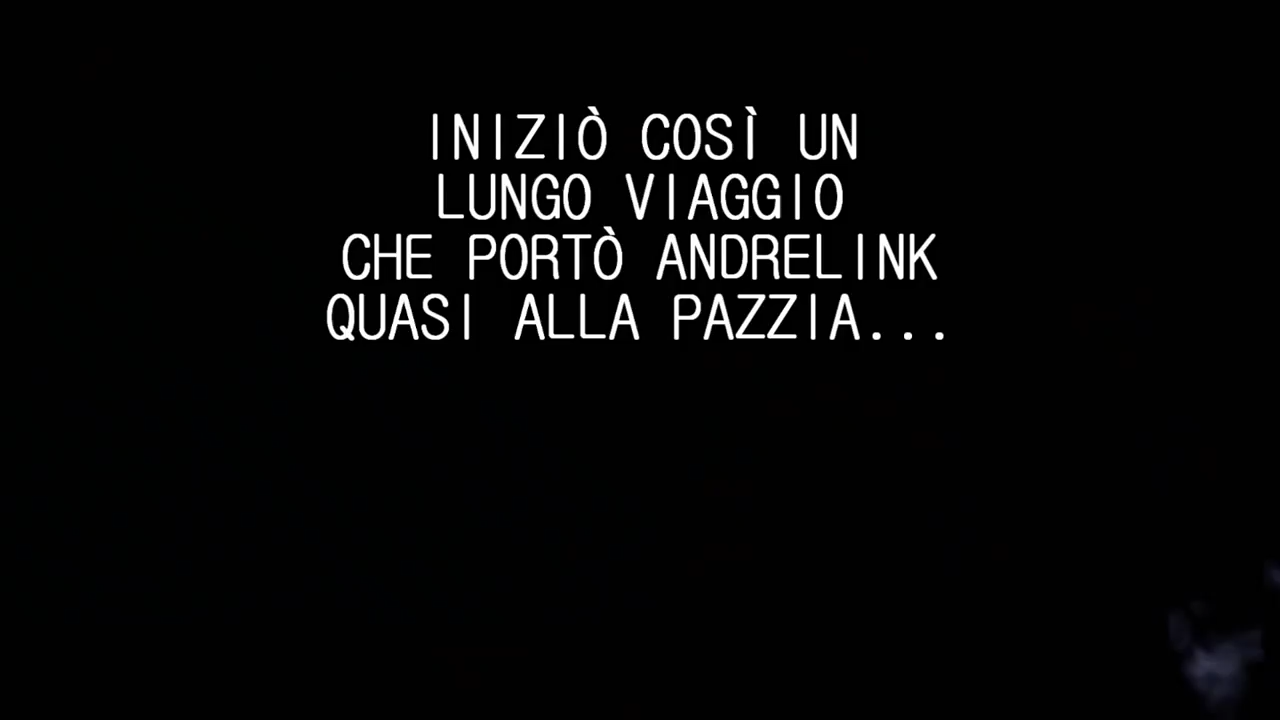 INIZIÒ COSÌ UN
LUNGO VIAGGIO
CHE PORTÒ ANDRELINK
QUASI ALLA PAZZIA...